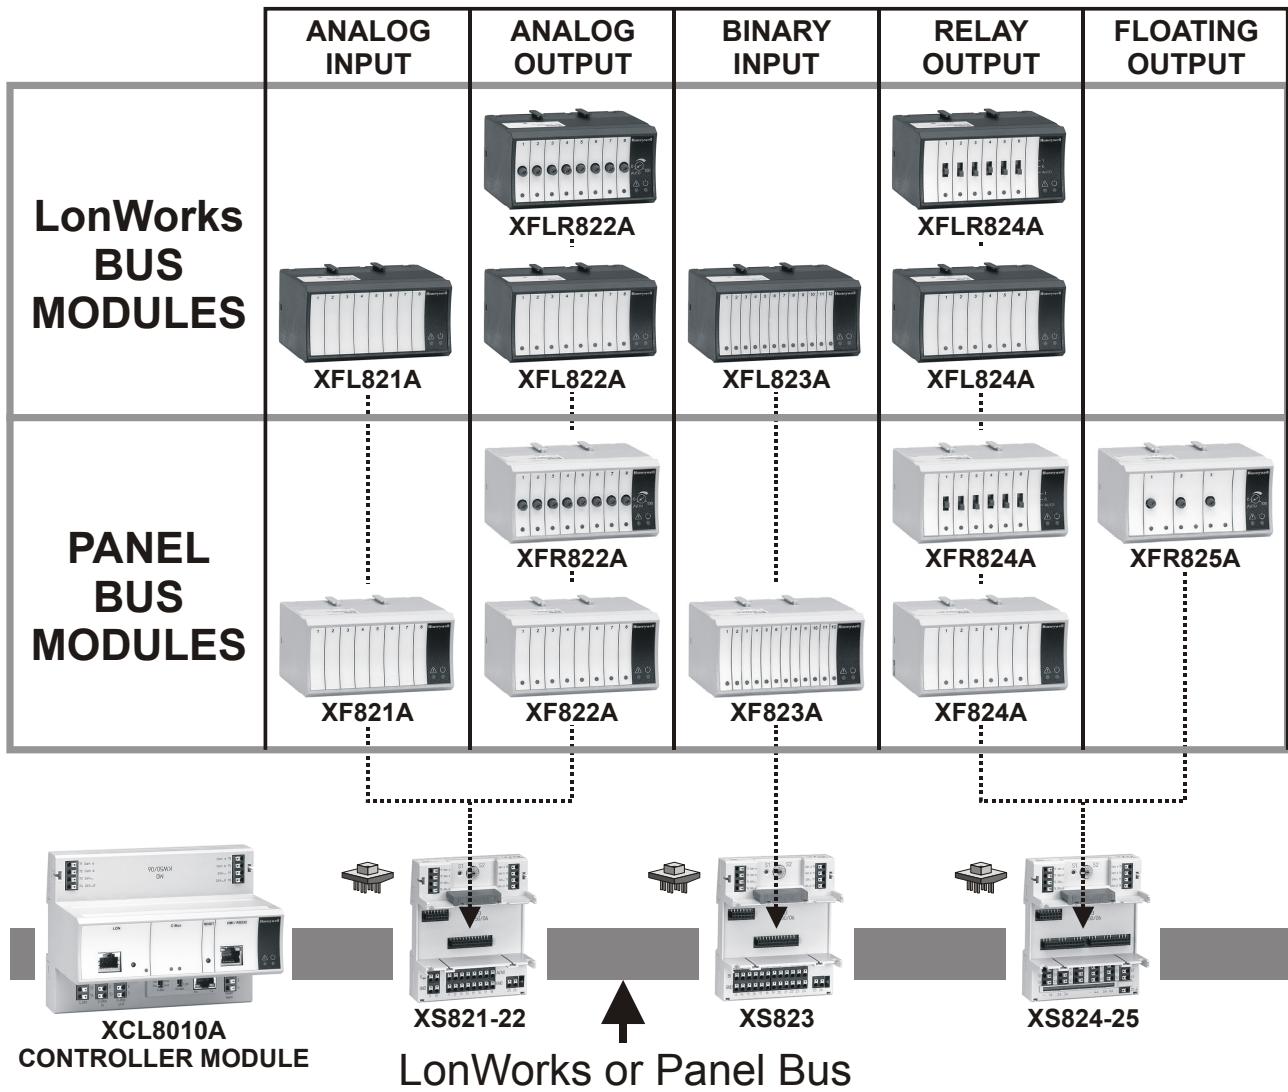 ANALOG INPUT
ANALOG OUTPUT
BINARY INPUT
RELAY OUTPUT
FLOATING OUTPUT
LonWorks
BUS
MODULES
XFLR822A
XFLR824A
XFL821A
XFL822A
XFL823A
XFL824A
PANEL
BUS
MODULES
XFR822A
XFR824A
XFR825A
XF821A
XF822A
XF823A
XF824A
XCL8010A
CONTROLLER MODULE
XS821-22
XS823
XS824-25
LonWorks or Panel Bus